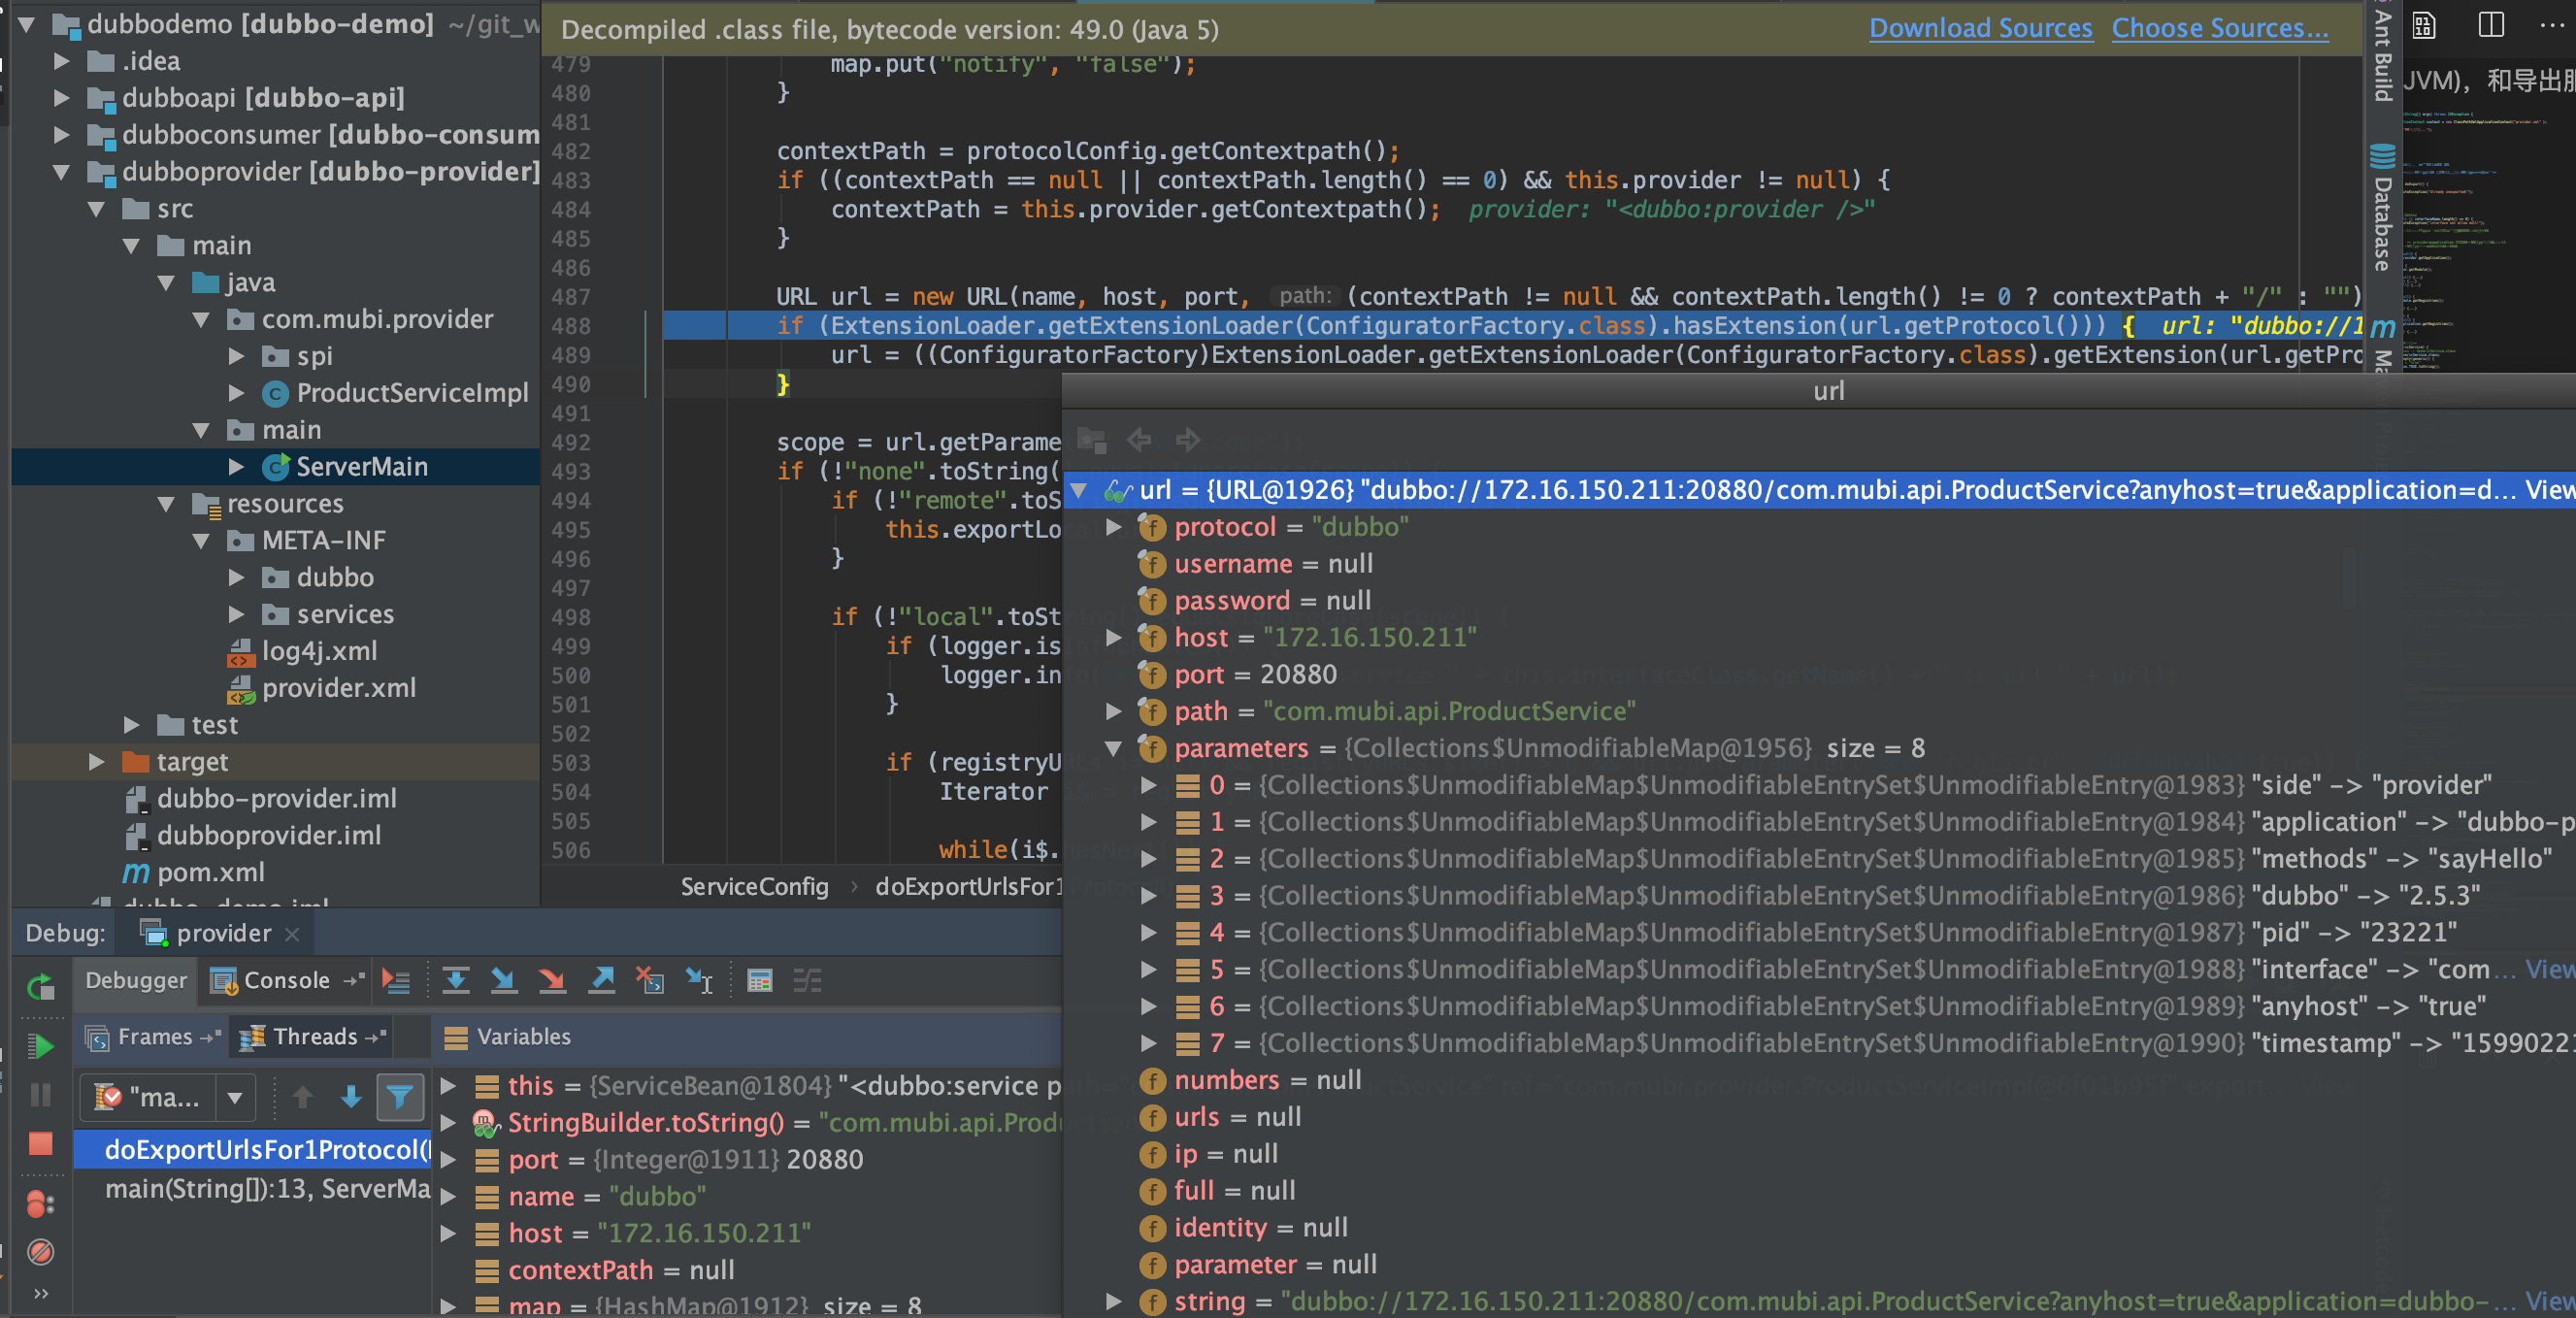 dubbodemo [dubbo-demo] ~/git_w
.idea
dubboapi [dubbo-api]
dubboconsumer [dubbo-consum
dubboprovider [dubbo-provider]
src
main
java
com.mubi.provider
spi
ProductServiceImpl
main
ServerMain
resources
META-INF
dubbo
services
log4j.xml
provider.xml
test
target
dubbo-provider.iml
dubboprovider.iml
pom.xml
Decompiled .class file, bytecode version: 49.0 (Java 5) Download Sources Choose Sources...
479 map.put("notify", "false");
480 }
481
482 contextPath = protocolConfig.getContextpath();
483 if ((contextPath == null || contextPath.length() == 0) && this.provider != null) {
484 contextPath = this.provider.getContextpath(); provider: "<dubbo:provider />"
485 }
486
487 URL url = new URL(name, host, port, path: (contextPath != null && contextPath.length() != 0 ? contextPath + "/" : "")
488 if (ExtensionLoader.getExtensionLoader(ConfiguratorFactory.class).hasExtension(url.getProtocol())) { url: "dubbo://1
489 url = ((ConfiguratorFactory)ExtensionLoader.getExtensionLoader(ConfiguratorFactory.class).getExtension(url.getPro
490 }
491
492 scope = url.getParame
493 if (!"none".toString(
494 if (!"remote".toS
495 this.exportLo
496 }
497
498 if (!"local".toSt
499 if (logger.is
500 logger.in
501 }
502
503 if (registryU
504 Iterator
505
506 while(i$.
ServiceConfig › doExportUrlsFor1
Ant Build
Database
JVM)，和导出
url
url = {URL@1926} "dubbo://172.16.150.211:20880/com.mubi.api.ProductService?anyhost=true&application=d... View
protocol = "dubbo"
username = null
password = null
host = "172.16.150.211"
port = 20880
path = "com.mubi.api.ProductService"
parameters = {Collections$UnmodifiableMap@1956} size = 8
0 = {Collections$UnmodifiableMap$UnmodifiableEntrySet$UnmodifiableEntry@1983} "side" -> "provider"
1 = {Collections$UnmodifiableMap$UnmodifiableEntrySet$UnmodifiableEntry@1984} "application" -> "dubbo-p
2 = {Collections$UnmodifiableMap$UnmodifiableEntrySet$UnmodifiableEntry@1985} "methods" -> "sayHello"
3 = {Collections$UnmodifiableMap$UnmodifiableEntrySet$UnmodifiableEntry@1986} "dubbo" -> "2.5.3"
4 = {Collections$UnmodifiableMap$UnmodifiableEntrySet$UnmodifiableEntry@1987} "pid" -> "23221"
5 = {Collections$UnmodifiableMap$UnmodifiableEntrySet$UnmodifiableEntry@1988} "interface" -> "com... View
6 = {Collections$UnmodifiableMap$UnmodifiableEntrySet$UnmodifiableEntry@1989} "anyhost" -> "true"
7 = {Collections$UnmodifiableMap$UnmodifiableEntrySet$UnmodifiableEntry@1990} "timestamp" -> "15990221
numbers = null
urls = null
ip = null
full = null
identity = null
parameter = null
string = "dubbo://172.16.150.211:20880/com.mubi.api.ProductService?anyhost=true&application=dubbo-... View
Debug: provider
Debugger Console
Frames Threads
"ma...
doExportUrlsFor1Protocol(
main(String[]):13, ServerMa
Variables
this = {ServiceBean@1804} "<dubbo:service p
StringBuilder.toString() = "com.mubi.api.Prod
port = {Integer@1911} 20880
name = "dubbo"
host = "172.16.150.211"
contextPath = null
map = {HashMap@1912} size = 8